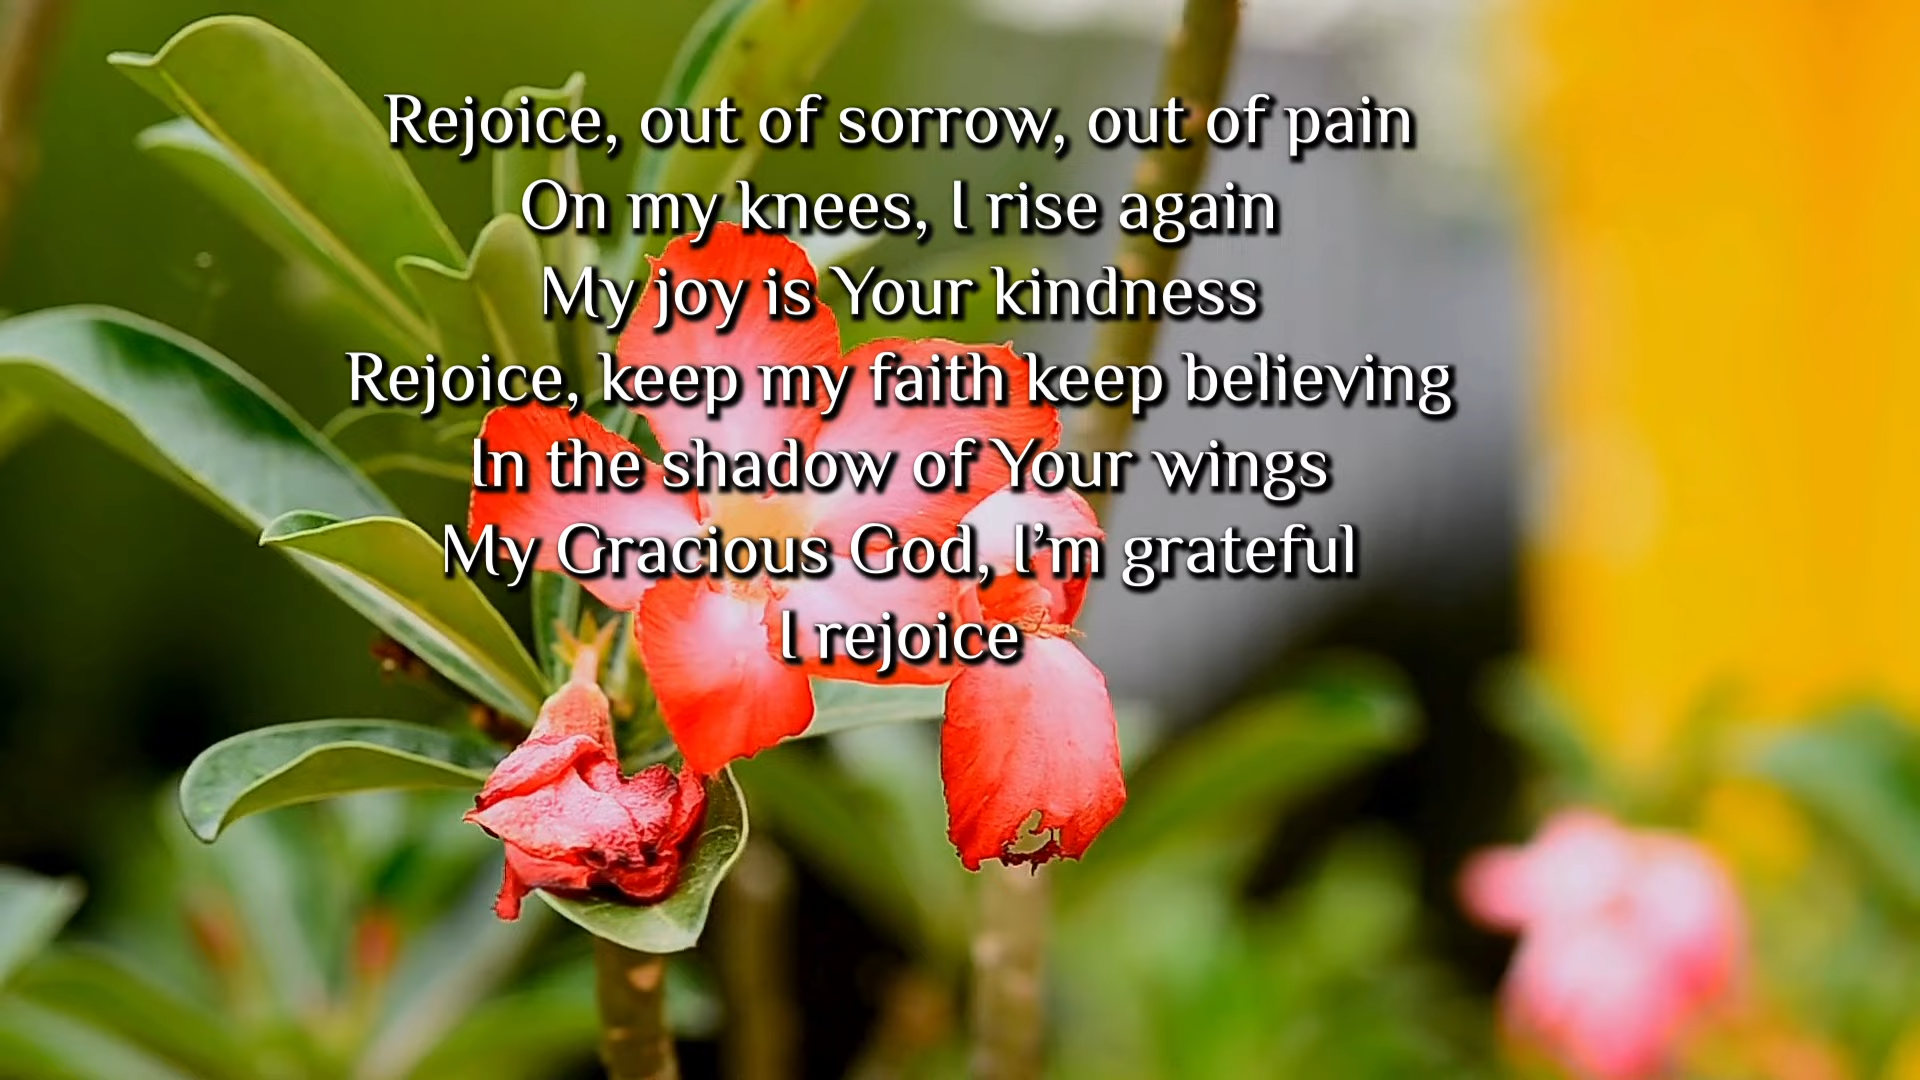 Rejoice, out of sorrow, out of pain
On my knees, I rise again
My joy is Your kindness
Rejoice, keep my faith keep believing
In the shadow of Your wings
My Gracious God, I’m grateful
I rejoice